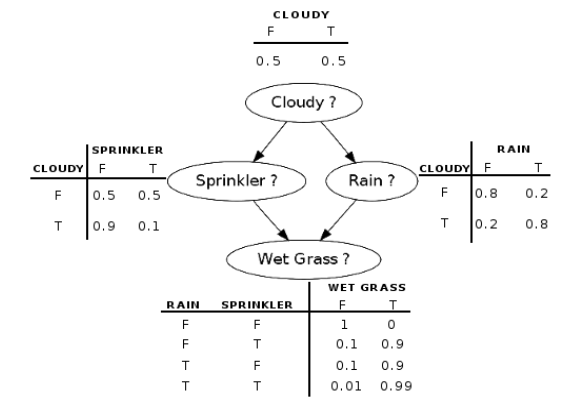 CLOUDY
F T
0.5 0.5
Cloudy ?
SPRINKLER
CLOUDY F T
F 0.5 0.5
T 0.9 0.1
Sprinkler ?
Rain ?
RAIN
CLOUDY F T
F 0.8 0.2
T 0.2 0.8
Wet Grass ?
WET GRASS
RAIN SPRINKLER F T
F F 1 0
F T 0.1 0.9
T F 0.1 0.9
T T 0.01 0.99